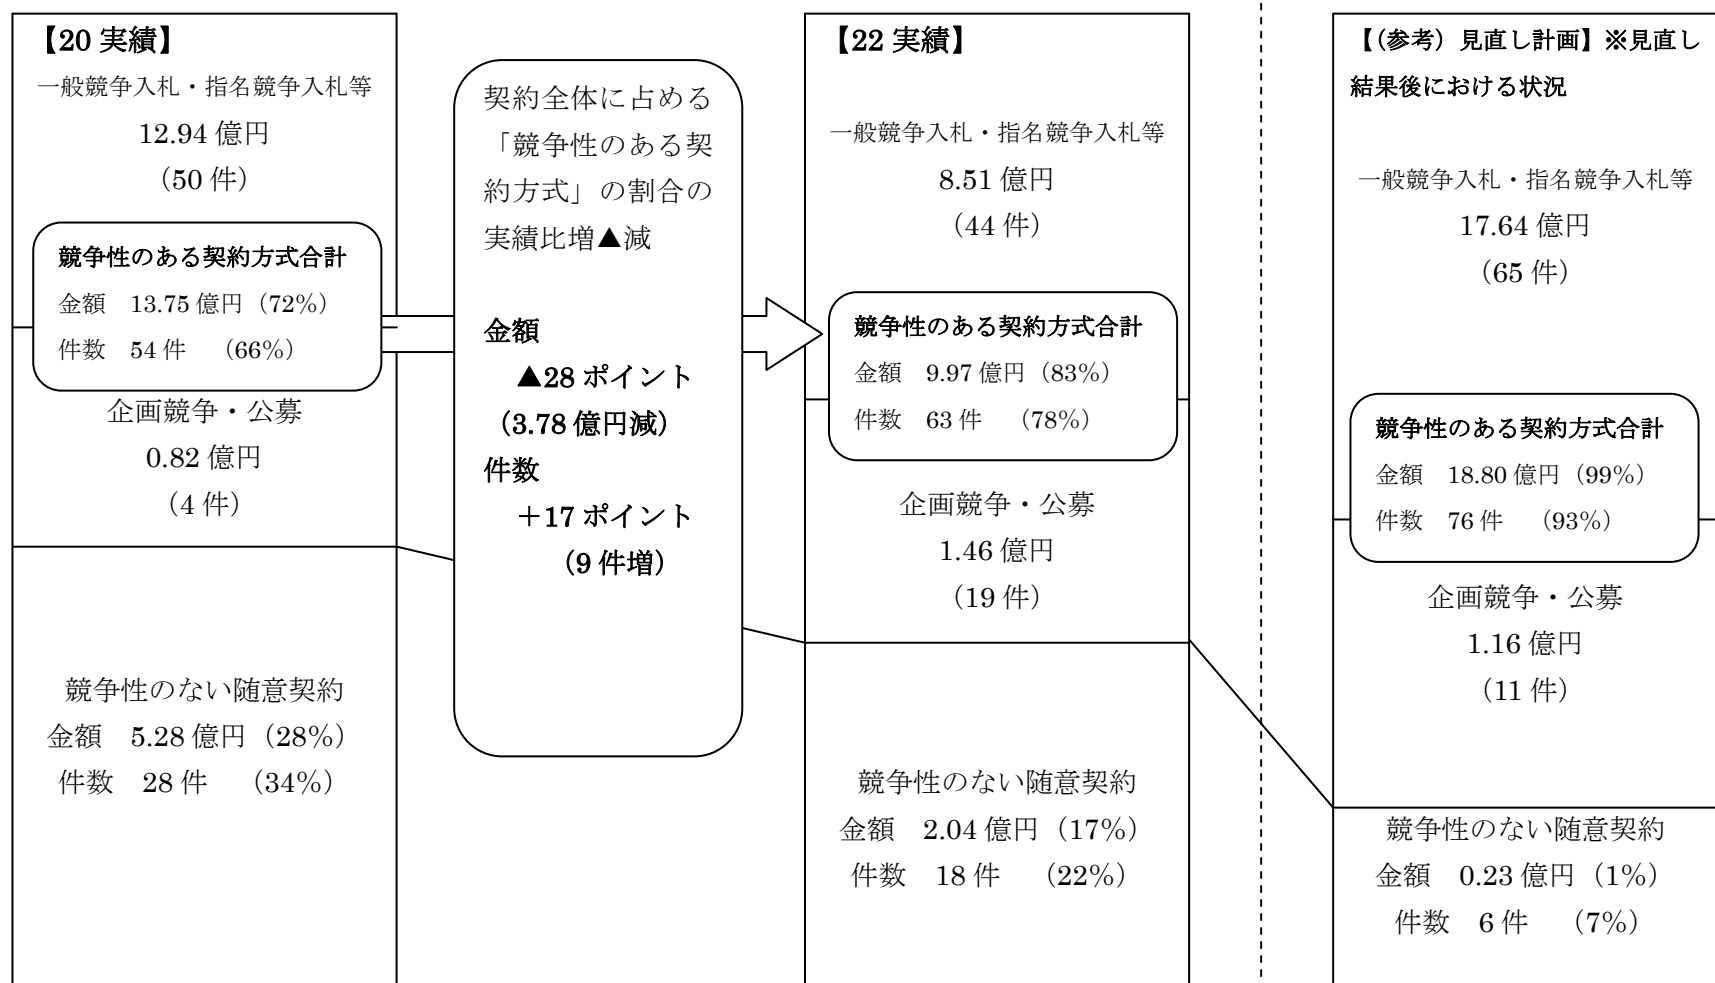 【20 実績】
一般競争入札・指名競争入札等
12.94 億円
（50 件）
競争性のある契約方式合計
金額　13.75 億円（72%）
件数　54 件　（66%）
企画競争・公募
0.82 億円
（4 件）
競争性のない随意契約
金額　5.28 億円（28%）
件数　28 件　（34%）
契約全体に占める
「競争性のある契
約方式」の割合の
実績比増▲減
金額
▲28 ポイント
（3.78 億円減）
件数
＋17 ポイント
（9 件増）
【22 実績】
一般競争入札・指名競争入札等
8.51 億円
（44 件）
競争性のある契約方式合計
金額　9.97 億円（83%）
件数　63 件　（78%）
企画競争・公募
1.46 億円
（19 件）
競争性のない随意契約
金額　2.04 億円（17%）
件数　18 件　（22%）
【（参考）見直し計画】※見直し
結果後における状況
一般競争入札・指名競争入札等
17.64 億円
（65 件）
競争性のある契約方式合計
金額　18.80 億円（99%）
件数　76 件　（93%）
企画競争・公募
1.16 億円
（11 件）
競争性のない随意契約
金額　0.23 億円（1%）
件数　6 件　（7%）